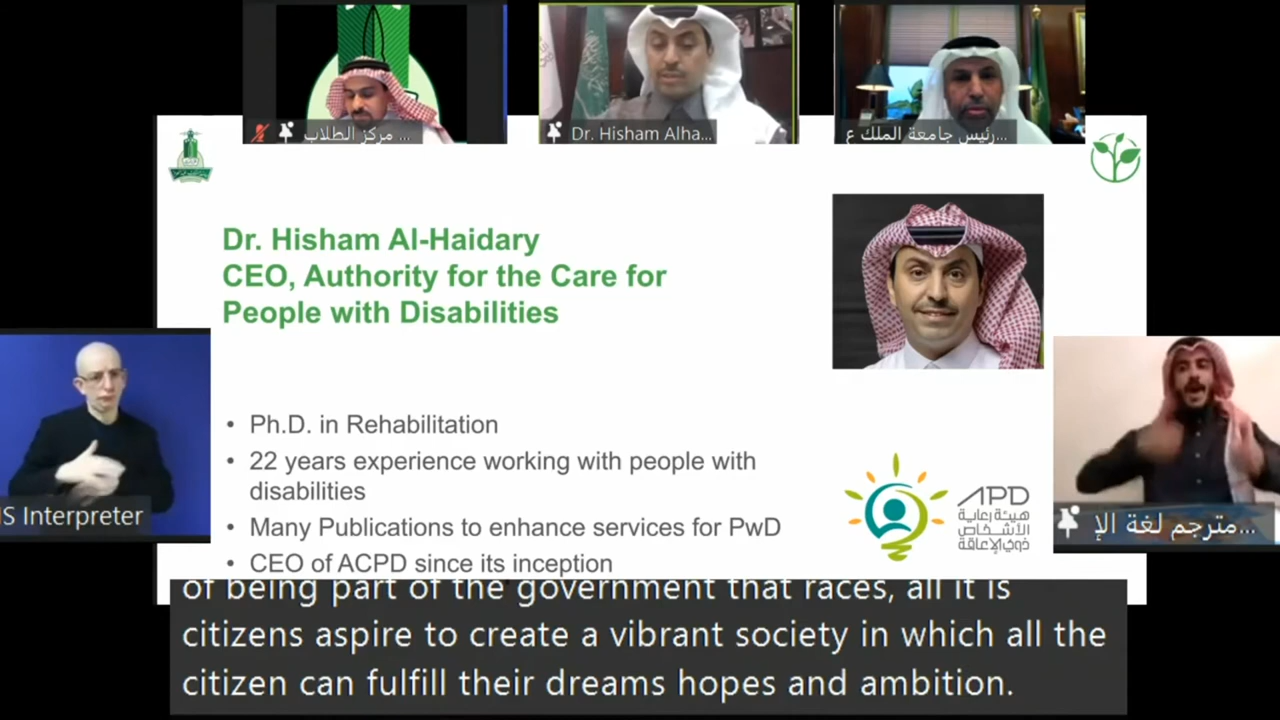 ... مركز الطلاب
Dr. Hisham Alha...
رئيس جامعة الملك ع...
Dr. Hisham Al-Haidary
CEO, Authority for the Care for
People with Disabilities
IS Interpreter
• Ph.D. in Rehabilitation
• 22 years experience working with people with
disabilities
• Many Publications to enhance services for PwD
• CEO of ACPD since its inception
APD
هيئة رعاية
الأشخاص
ذوي الإعاقة
مترجم لغة الإ...
of being part of the government that races, all it is
citizens aspire to create a vibrant society in which all the
citizen can fulfill their dreams hopes and ambition.